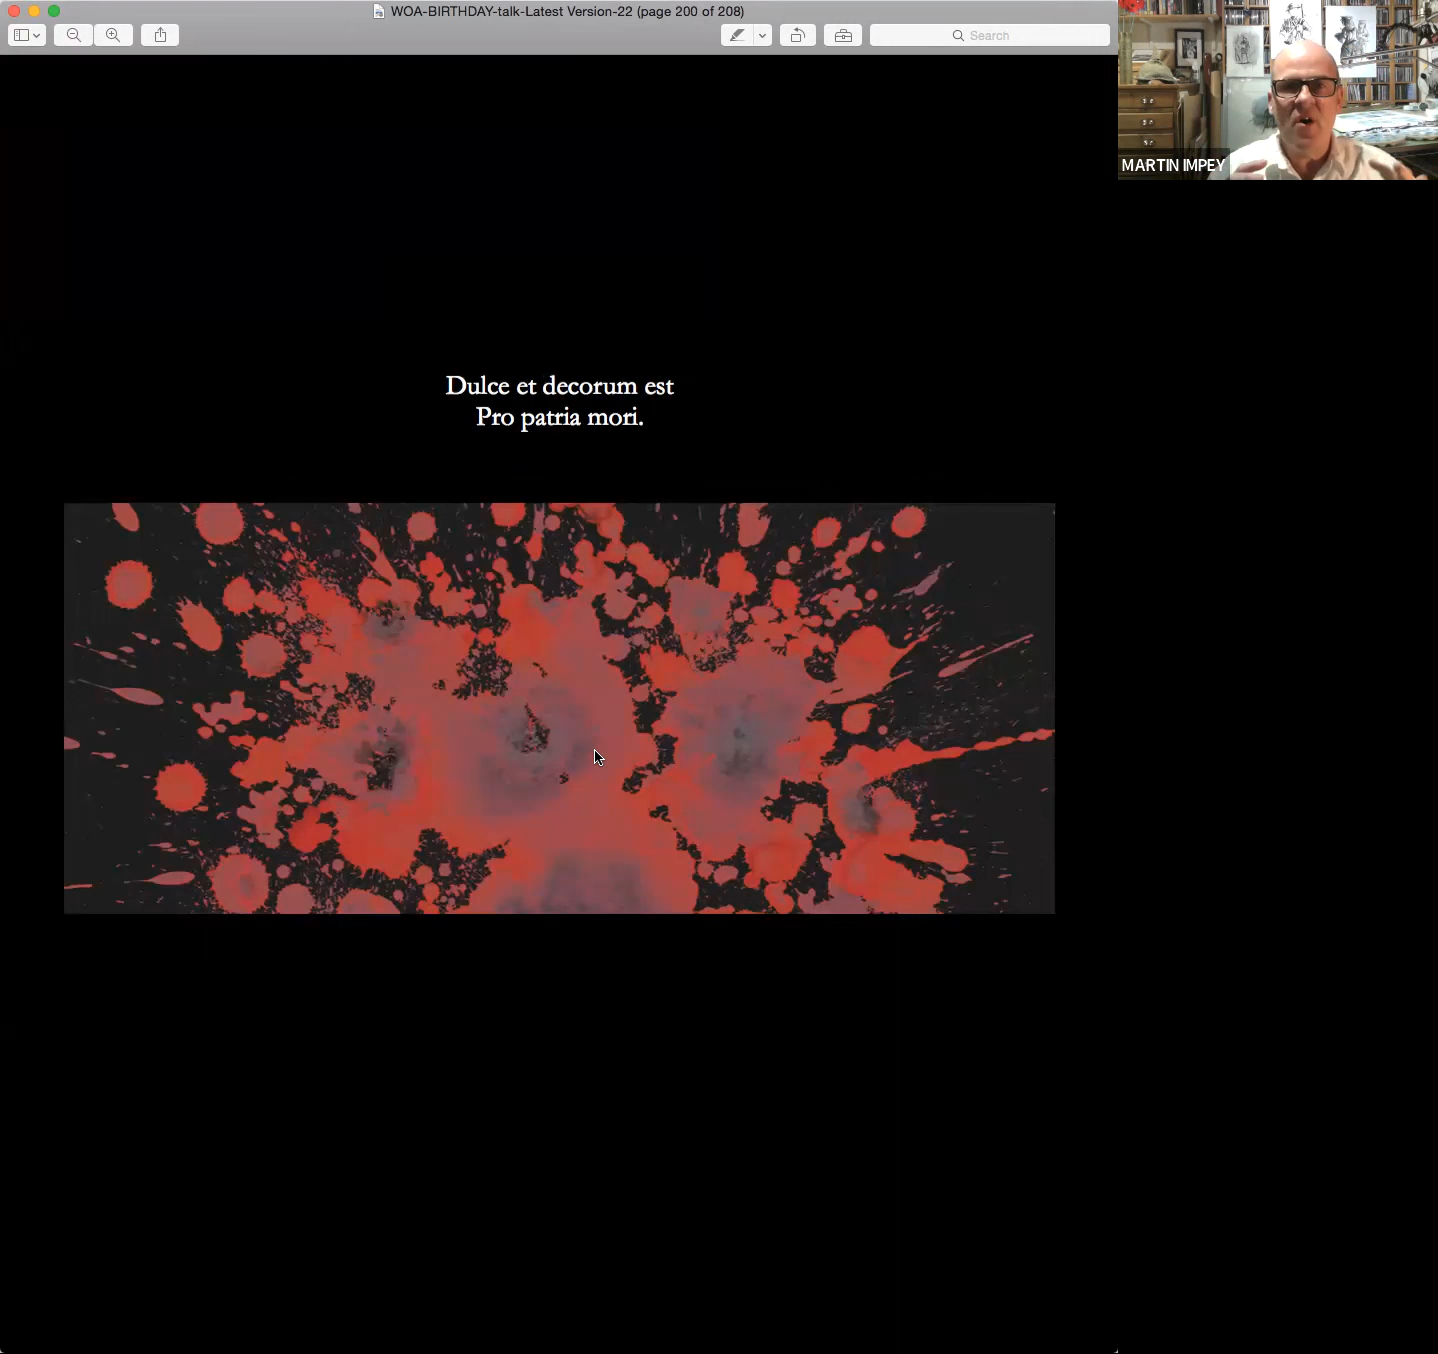 WOA-BIRTHDAY-talk-Latest Version-22 (page 200 of 208)
Search
MARTIN IMPEY
Dulce et decorum est
Pro patria mori.